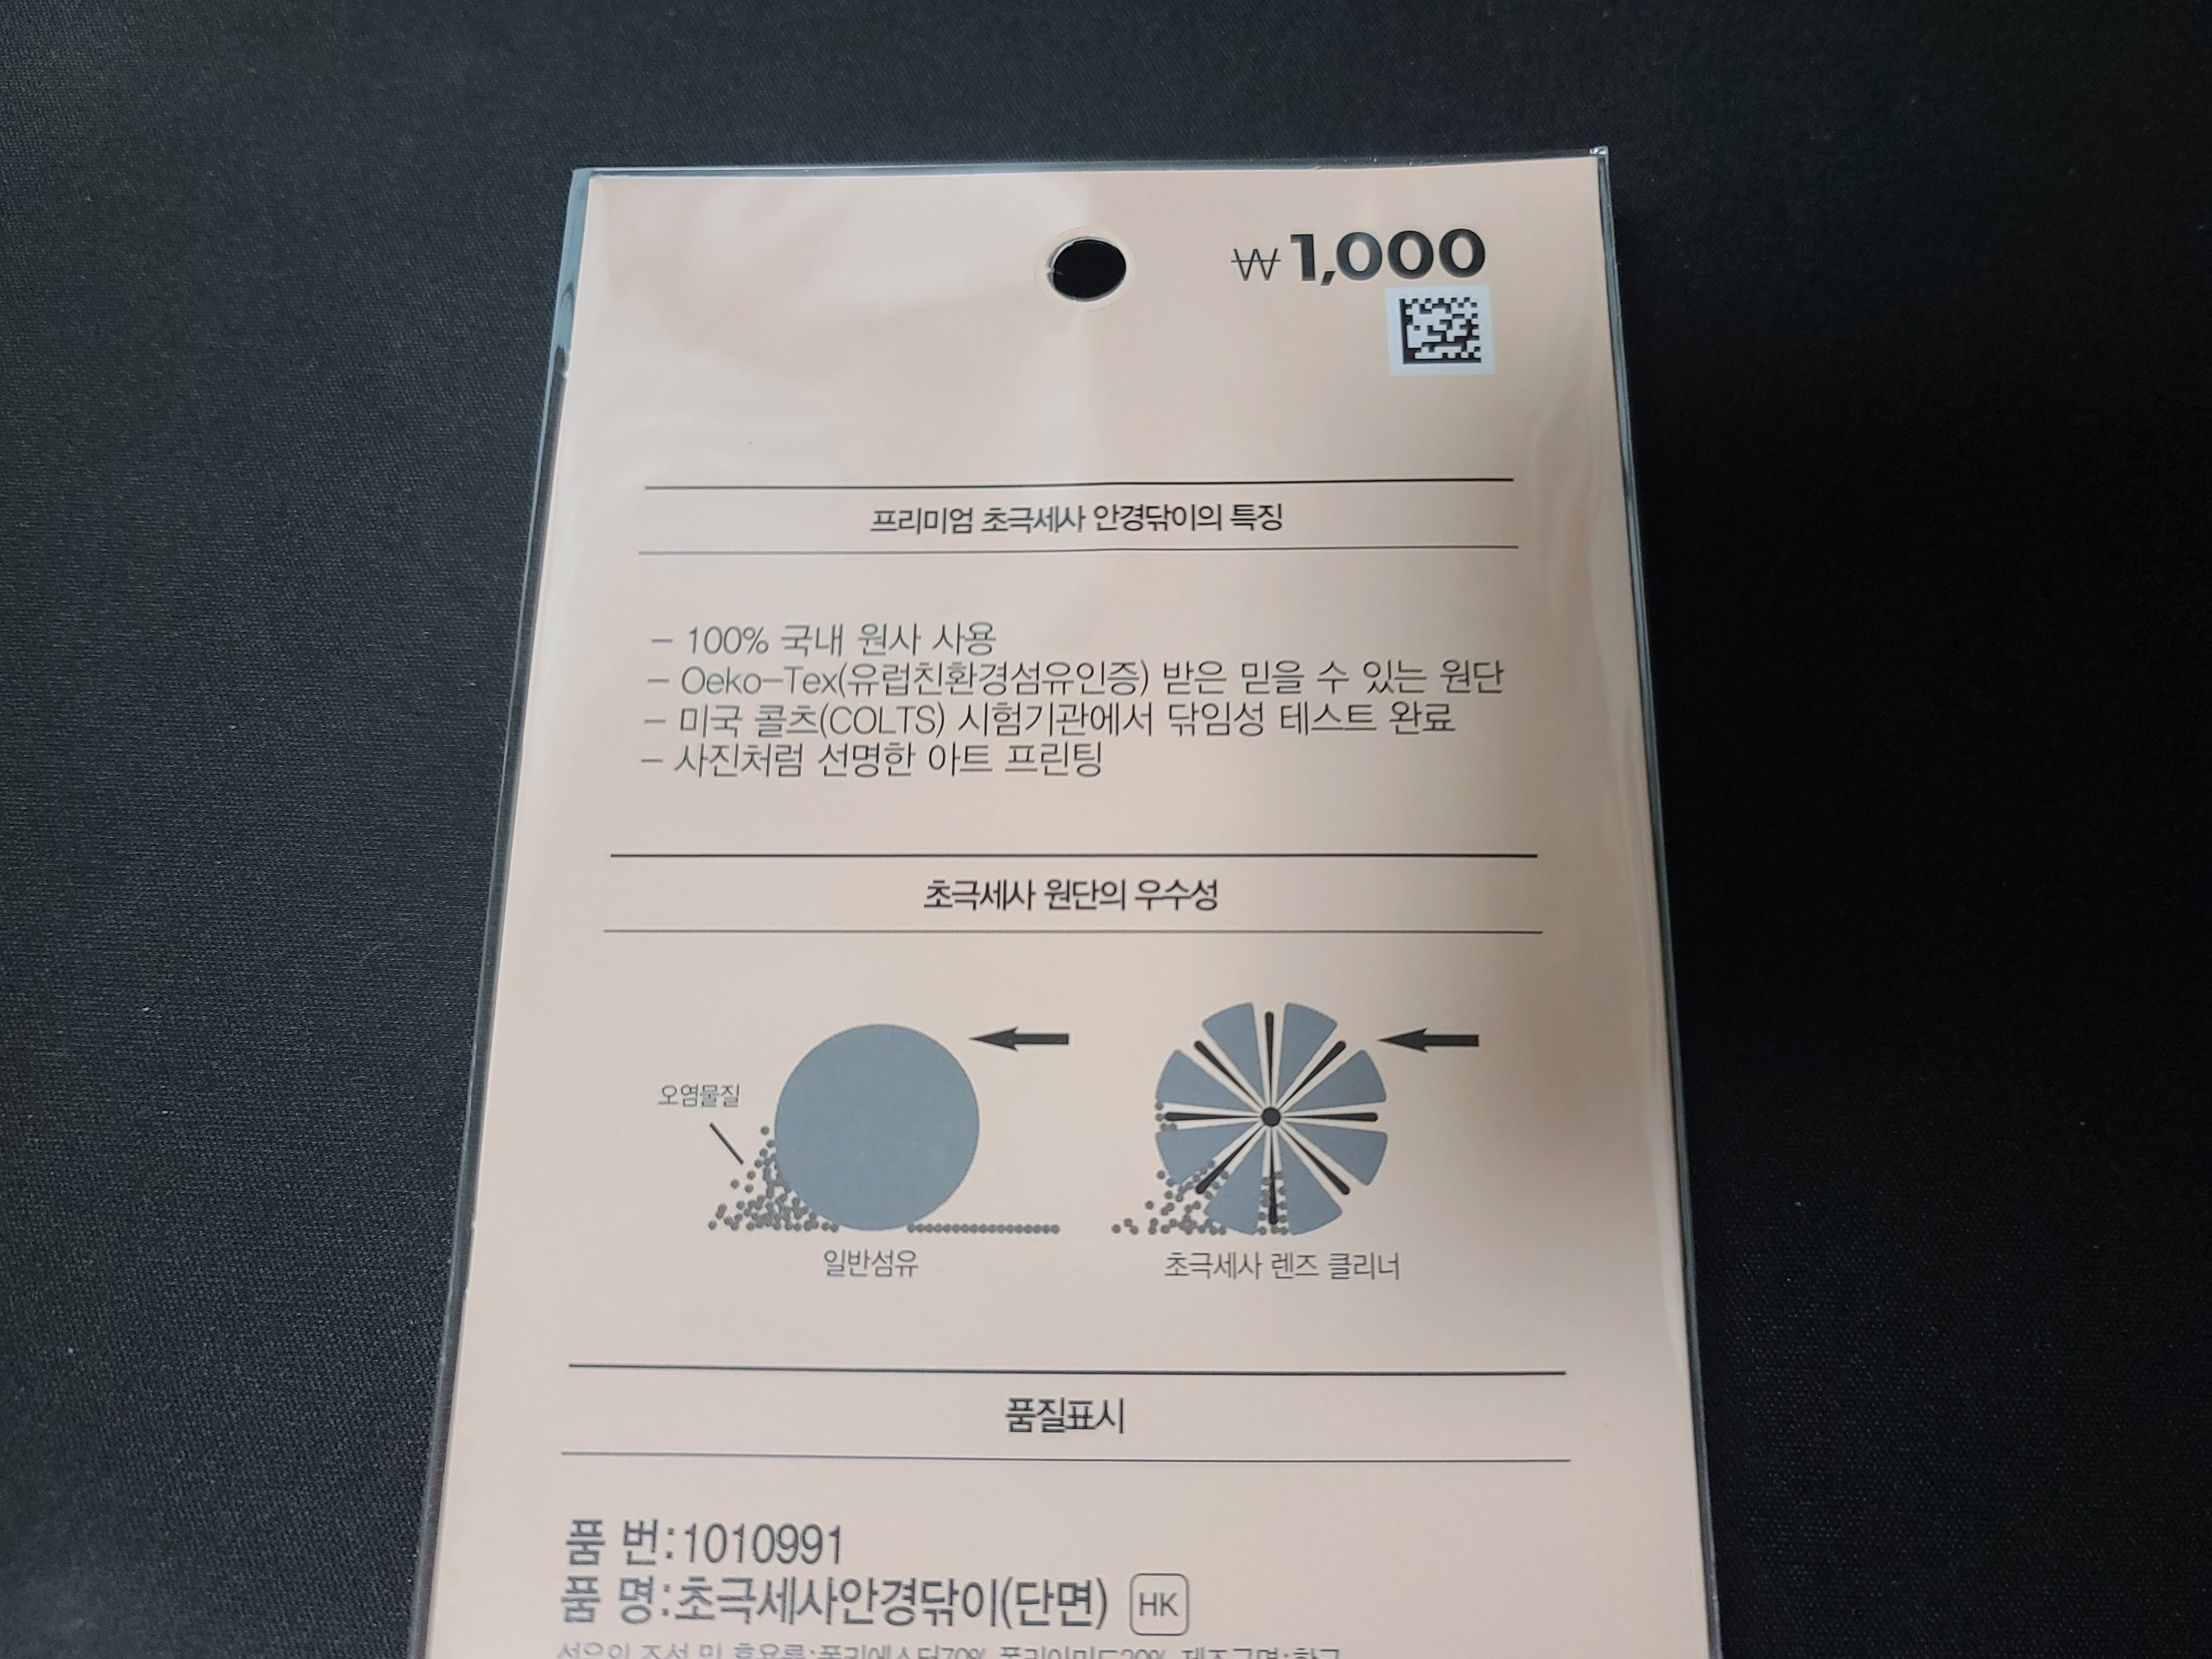 ₩1,000
프리미엄 초극세사 안경닦이의 특징
– 100% 국내 원사 사용
– Oeko-Tex(유럽친환경섬유인증) 받은 믿을 수 있는 원단
– 미국 콜츠(COLTS) 시험기관에서 닦임성 테스트 완료
– 사진처럼 선명한 아트 프린팅
초극세사 원단의 우수성
오염물질
일반섬유
초극세사 렌즈 클리너
품질표시
품 번:1010991
품 명:초극세사안경닦이(단면) HK